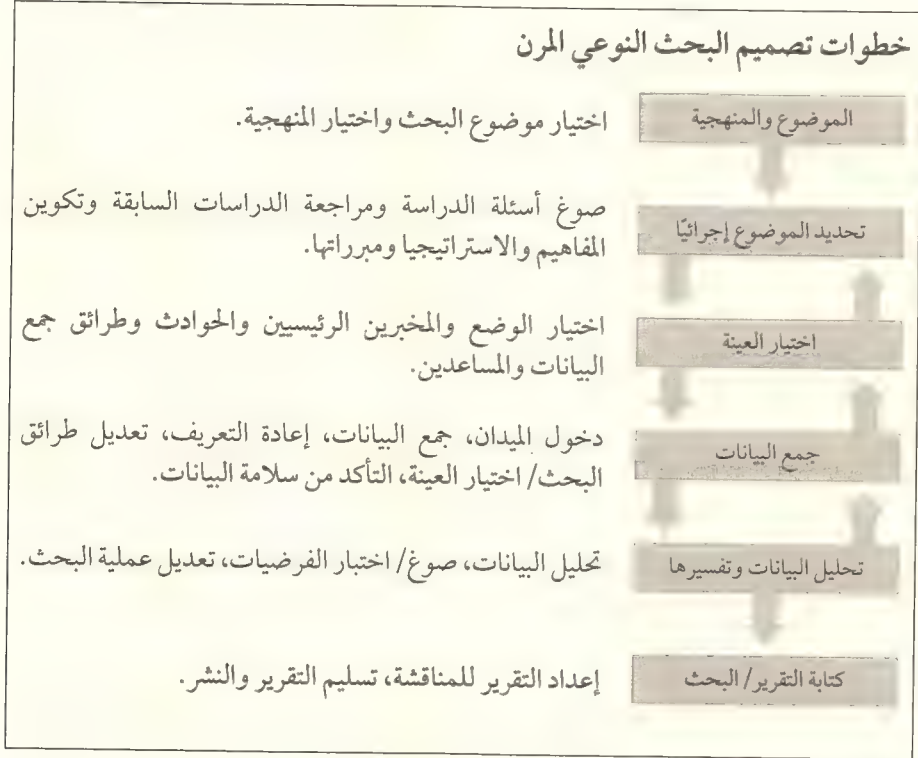 خطوات تصميم البحث النوعي المرن
الموضوع والمنهجية
اختيار موضوع البحث واختيار المنهجية.
تحديد الموضوع إجرائيًا
صوغ أسئلة الدراسة ومراجعة الدراسات السابقة وتكوين
المفاهيم والاستراتيجيا ومبرراتها.
اختيار العينة
اختيار الوضع والمخبرين الرئيسيين والحوادث وطرائق جمع
البيانات والمساعدين.
جمع البيانات
دخول الميدان، جمع البيانات، إعادة التعريف، تعديل طرائق
البحث/ اختيار العينة، التأكد من سلامة البيانات.
تحليل البيانات وتفسيرها
تحليل البيانات، صوغ/ اختبار الفرضيات، تعديل عملية البحث.
كتابة التقرير/ البحث
إعداد التقرير للمناقشة، تسليم التقرير والنشر.